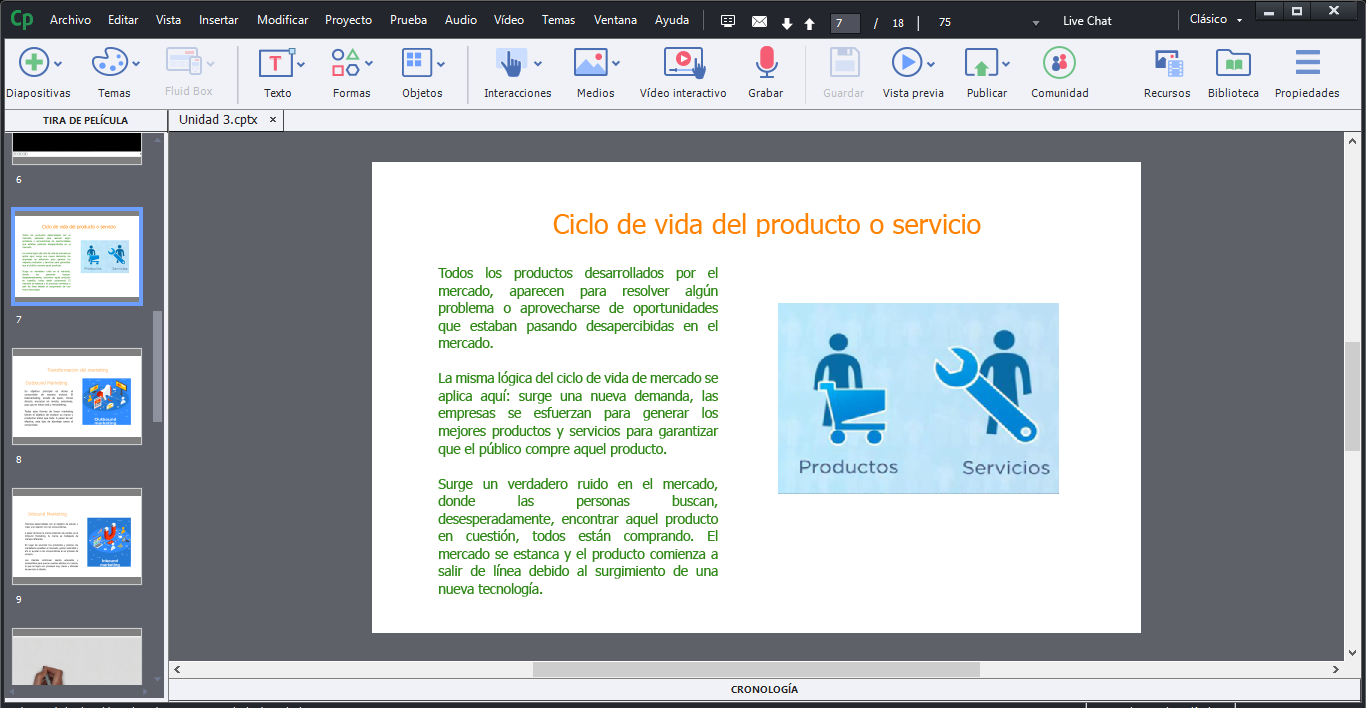 Cp Archivo Editar Vista Insertar Modificar Proyecto Prueba Audio Vídeo Temas Ventana Ayuda 7 / 18 75 Live Chat Clásico
Diapositivas Temas Fluid Box Texto Formas Objetos Interacciones Medios Vídeo interactivo Grabar Guardar Vista previa Publicar Comunidad Recursos Biblioteca Propiedades
TIRA DE PELÍCULA
Unidad 3.cptx ×
6
7
8
9
Ciclo de vida del producto o servicio
Todos los productos desarrollados por el
mercado, aparecen para resolver algún
problema o aprovecharse de oportunidades
que estaban pasando desapercibidas en el
mercado.
La misma lógica del ciclo de vida de mercado se
aplica aquí: surge una nueva demanda, las
empresas se esfuerzan para generar los
mejores productos y servicios para garantizar
que el público compre aquel producto.
Surge un verdadero ruido en el mercado,
donde las personas buscan,
desesperadamente, encontrar aquel producto
en cuestión, todos están comprando. El
mercado se estanca y el producto comienza a
salir de línea debido al surgimiento de una
nueva tecnología.
Productos Servicios
CRONOLOGÍA